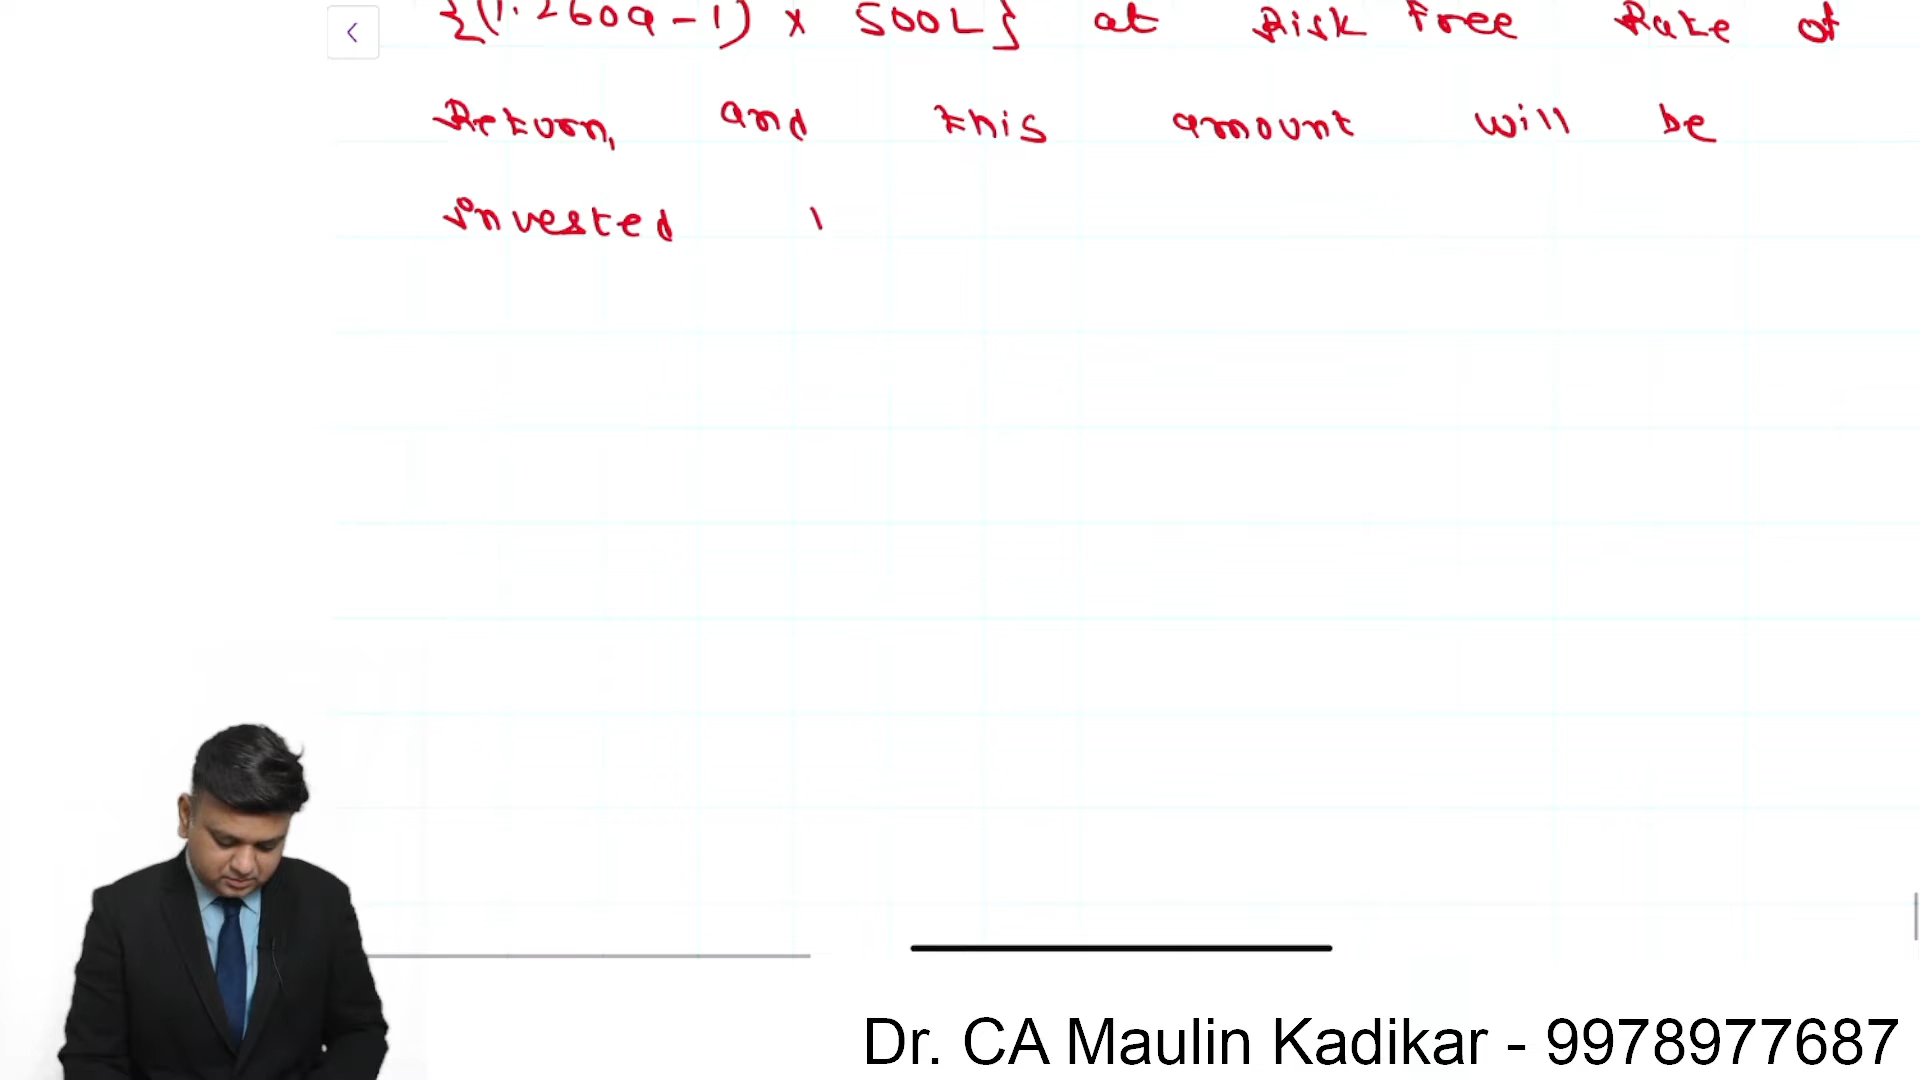 {(1.2609-1) x 500L} at Risk Free Rate of
Return, and this amount will be
invested
Dr. CA Maulin Kadikar - 9978977687